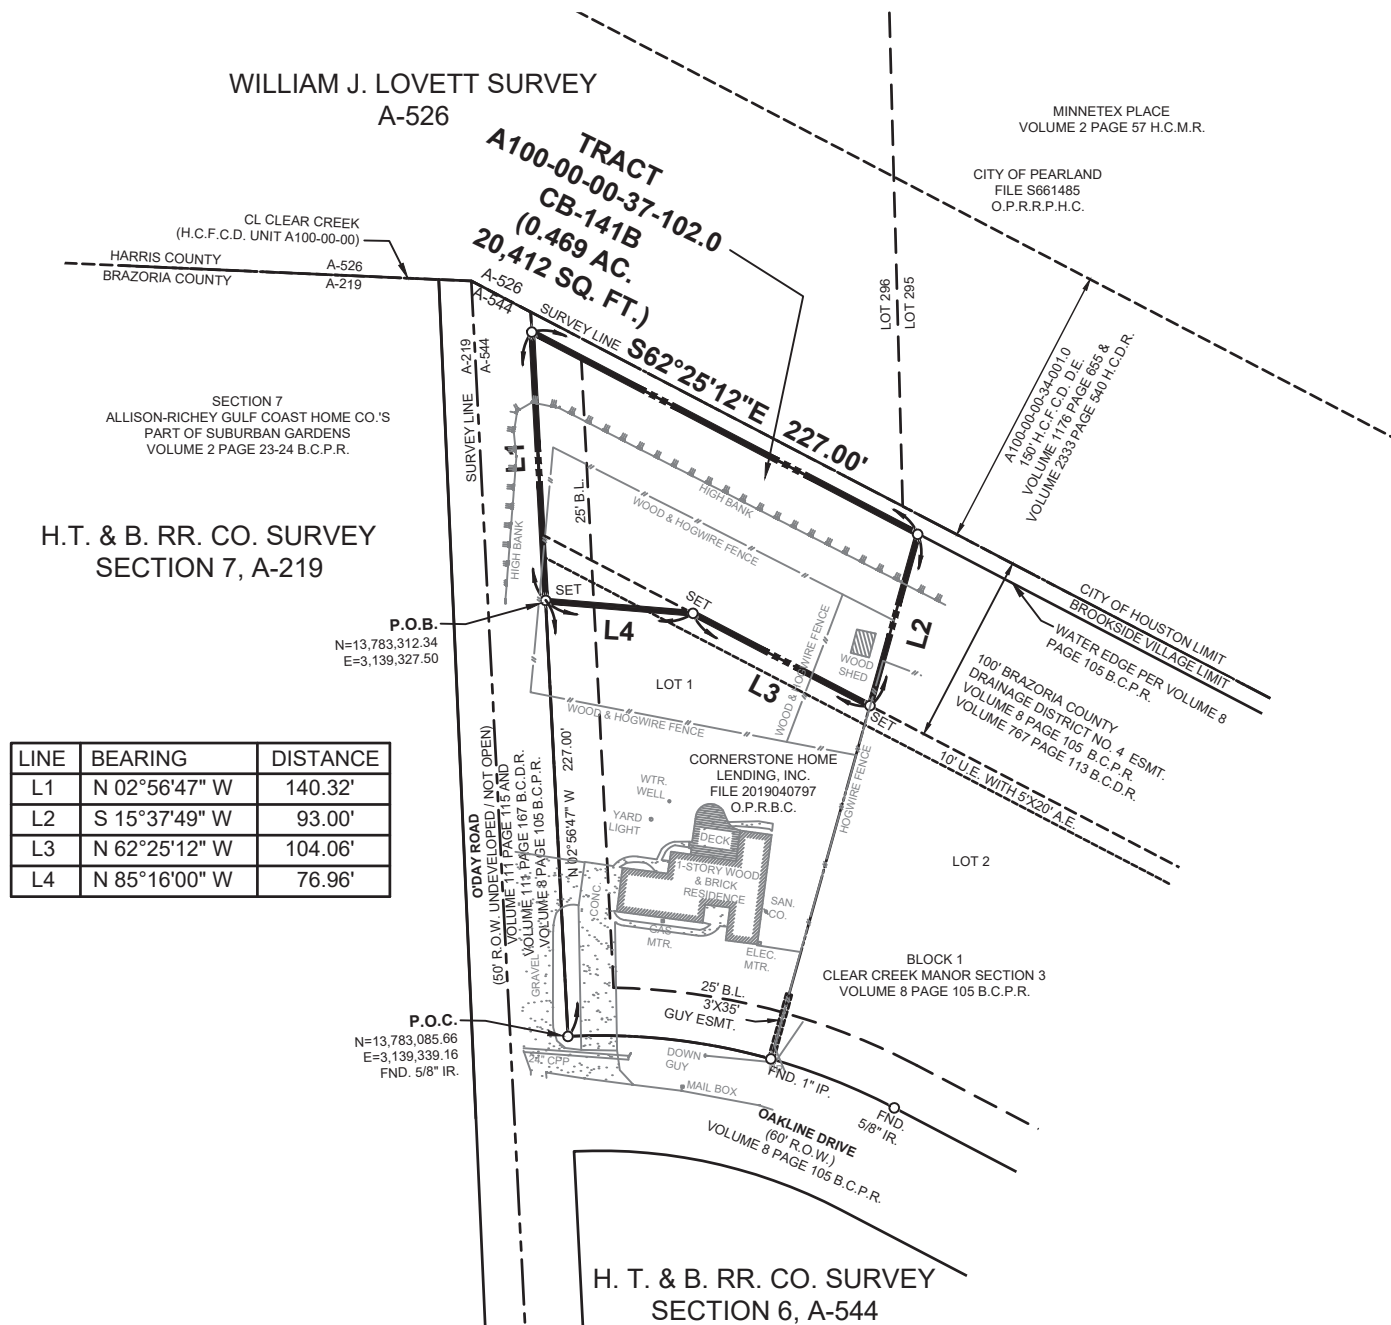 WILLIAM J. LOVETT SURVEY
A-526
TRACT
A100-00-00-37-102.0
CB-141B
(0.469 AC.
20,412 SQ. FT.)
MINNETEX PLACE
VOLUME 2 PAGE 57 H.C.M.R.
CITY OF PEARLAND
FILE S661485
O.P.R.R.P.H.C.
CL CLEAR CREEK
(H.C.F.C.D. UNIT A100-00-00)
HARRIS COUNTY
BRAZORIA COUNTY
A-526
A-219
A-526
A-544
SURVEY LINE
S62°25'12"E 227.00'
LOT 296
LOT 295
A100-00-00-34-001.0
150' H.C.F.C.D. D.E.
VOLUME 1176 PAGE 655 &
VOLUME 2333 PAGE 540 H.C.D.R.
SURVEY LINE
A-219
A-544
SECTION 7
ALLISON-RICHEY GULF COAST HOME CO.'S
PART OF SUBURBAN GARDENS
VOLUME 2 PAGE 23-24 B.C.P.R.
L1
25' B.L.
HIGH BANK
HIGH BANK
WOOD & HOGWIRE FENCE
H.T. & B. RR. CO. SURVEY
SECTION 7, A-219
P.O.B.
N=13,783,312.34
E=3,139,327.50
SET
SET
L4
L3
L2
SET
LOT 1
WOOD SHED
WOOD & HOGWIRE FENCE
WOOD & HOGWIRE FENCE
HOGWIRE FENCE
CITY OF HOUSTON LIMIT
BROOKSIDE VILLAGE LIMIT
WATER EDGE PER VOLUME 8
PAGE 105 B.C.P.R.
100' BRAZORIA COUNTY
DRAINAGE DISTRICT NO. 4 ESMT.
VOLUME 8 PAGE 105 B.C.P.R.
VOLUME 767 PAGE 113 B.C.D.R.
10' U.E. WITH 5'X20' A.E.
LINE BEARING DISTANCE
L1 N 02°56'47" W 140.32'
L2 S 15°37'49" W 93.00'
L3 N 62°25'12" W 104.06'
L4 N 85°16'00" W 76.96'
O'DAY ROAD
(50' R.O.W. UNDEVELOPED / NOT OPEN)
VOLUME 111 PAGE 115 AND
VOLUME 111 PAGE 167 B.C.D.R.
VOLUME 8 PAGE 105 B.C.P.R.
N 02°56'47" W 227.00'
CORNERSTONE HOME
LENDING, INC.
FILE 2019040797
O.P.R.B.C.
WTR.
WELL
YARD
LIGHT
DECK
1-STORY WOOD
& BRICK
RESIDENCE
SAN.
CO.
GAS
MTR.
ELEC.
MTR.
CONC.
GRAVEL
LOT 2
BLOCK 1
CLEAR CREEK MANOR SECTION 3
VOLUME 8 PAGE 105 B.C.P.R.
25' B.L.
3'X35'
GUY ESMT.
P.O.C.
N=13,783,085.66
E=3,139,339.16
FND. 5/8" IR.
24" CPP
DOWN
GUY
MAIL BOX
FND. 1" IP.
FND.
5/8" IR.
OAKLINE DRIVE
(60' R.O.W.)
VOLUME 8 PAGE 105 B.C.P.R.
H. T. & B. RR. CO. SURVEY
SECTION 6, A-544